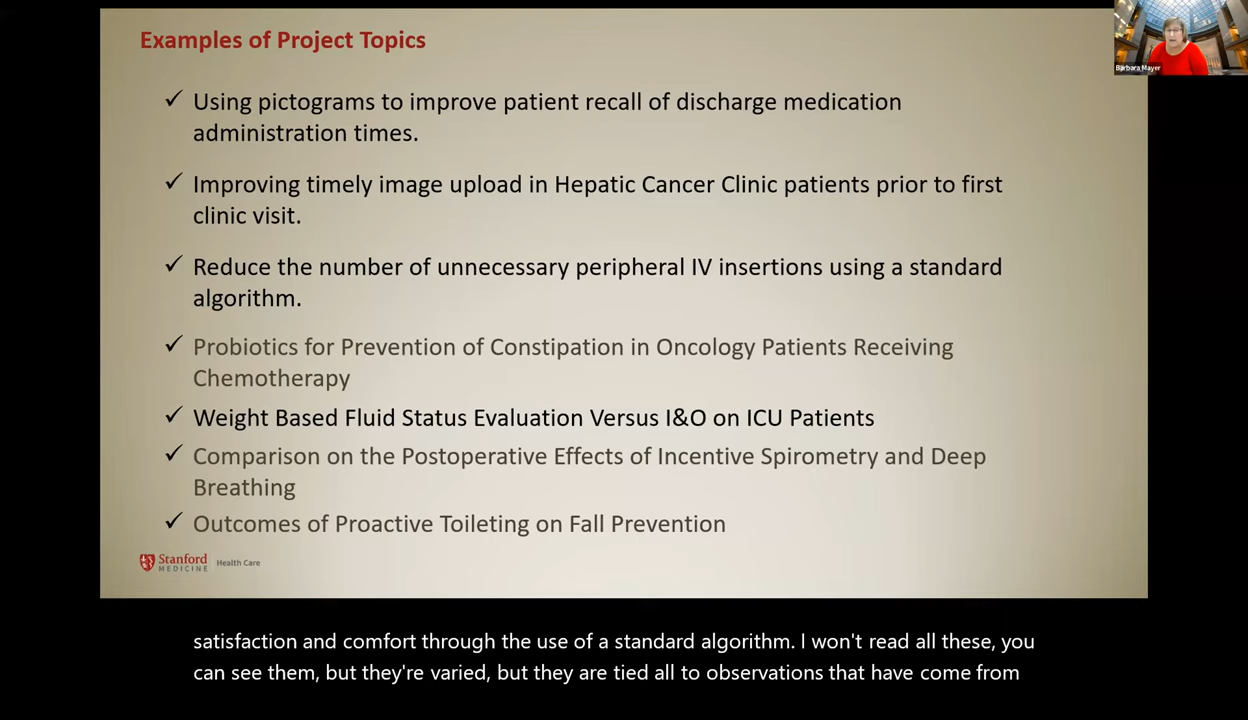 Examples of Project Topics
Barbara Mayer
✓ Using pictograms to improve patient recall of discharge medication
administration times.
✓ Improving timely image upload in Hepatic Cancer Clinic patients prior to first
clinic visit.
✓ Reduce the number of unnecessary peripheral IV insertions using a standard
algorithm.
✓ Probiotics for Prevention of Constipation in Oncology Patients Receiving
Chemotherapy
✓ Weight Based Fluid Status Evaluation Versus I&O on ICU Patients
✓ Comparison on the Postoperative Effects of Incentive Spirometry and Deep
Breathing
✓ Outcomes of Proactive Toileting on Fall Prevention
Stanford
MEDICINE
Health Care
satisfaction and comfort through the use of a standard algorithm. I won't read all these, you
can see them, but they're varied, but they are tied all to observations that have come from